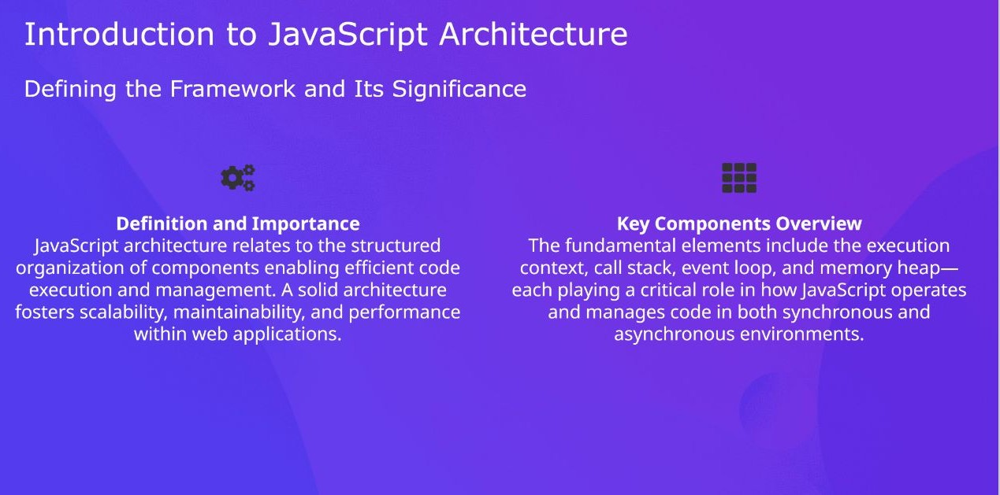 Introduction to JavaScript Architecture
Defining the Framework and Its Significance
Definition and Importance
JavaScript architecture relates to the structured
organization of components enabling efficient code
execution and management. A solid architecture
fosters scalability, maintainability, and performance
within web applications.
Key Components Overview
The fundamental elements include the execution
context, call stack, event loop, and memory heap—
each playing a critical role in how JavaScript operates
and manages code in both synchronous and
asynchronous environments.